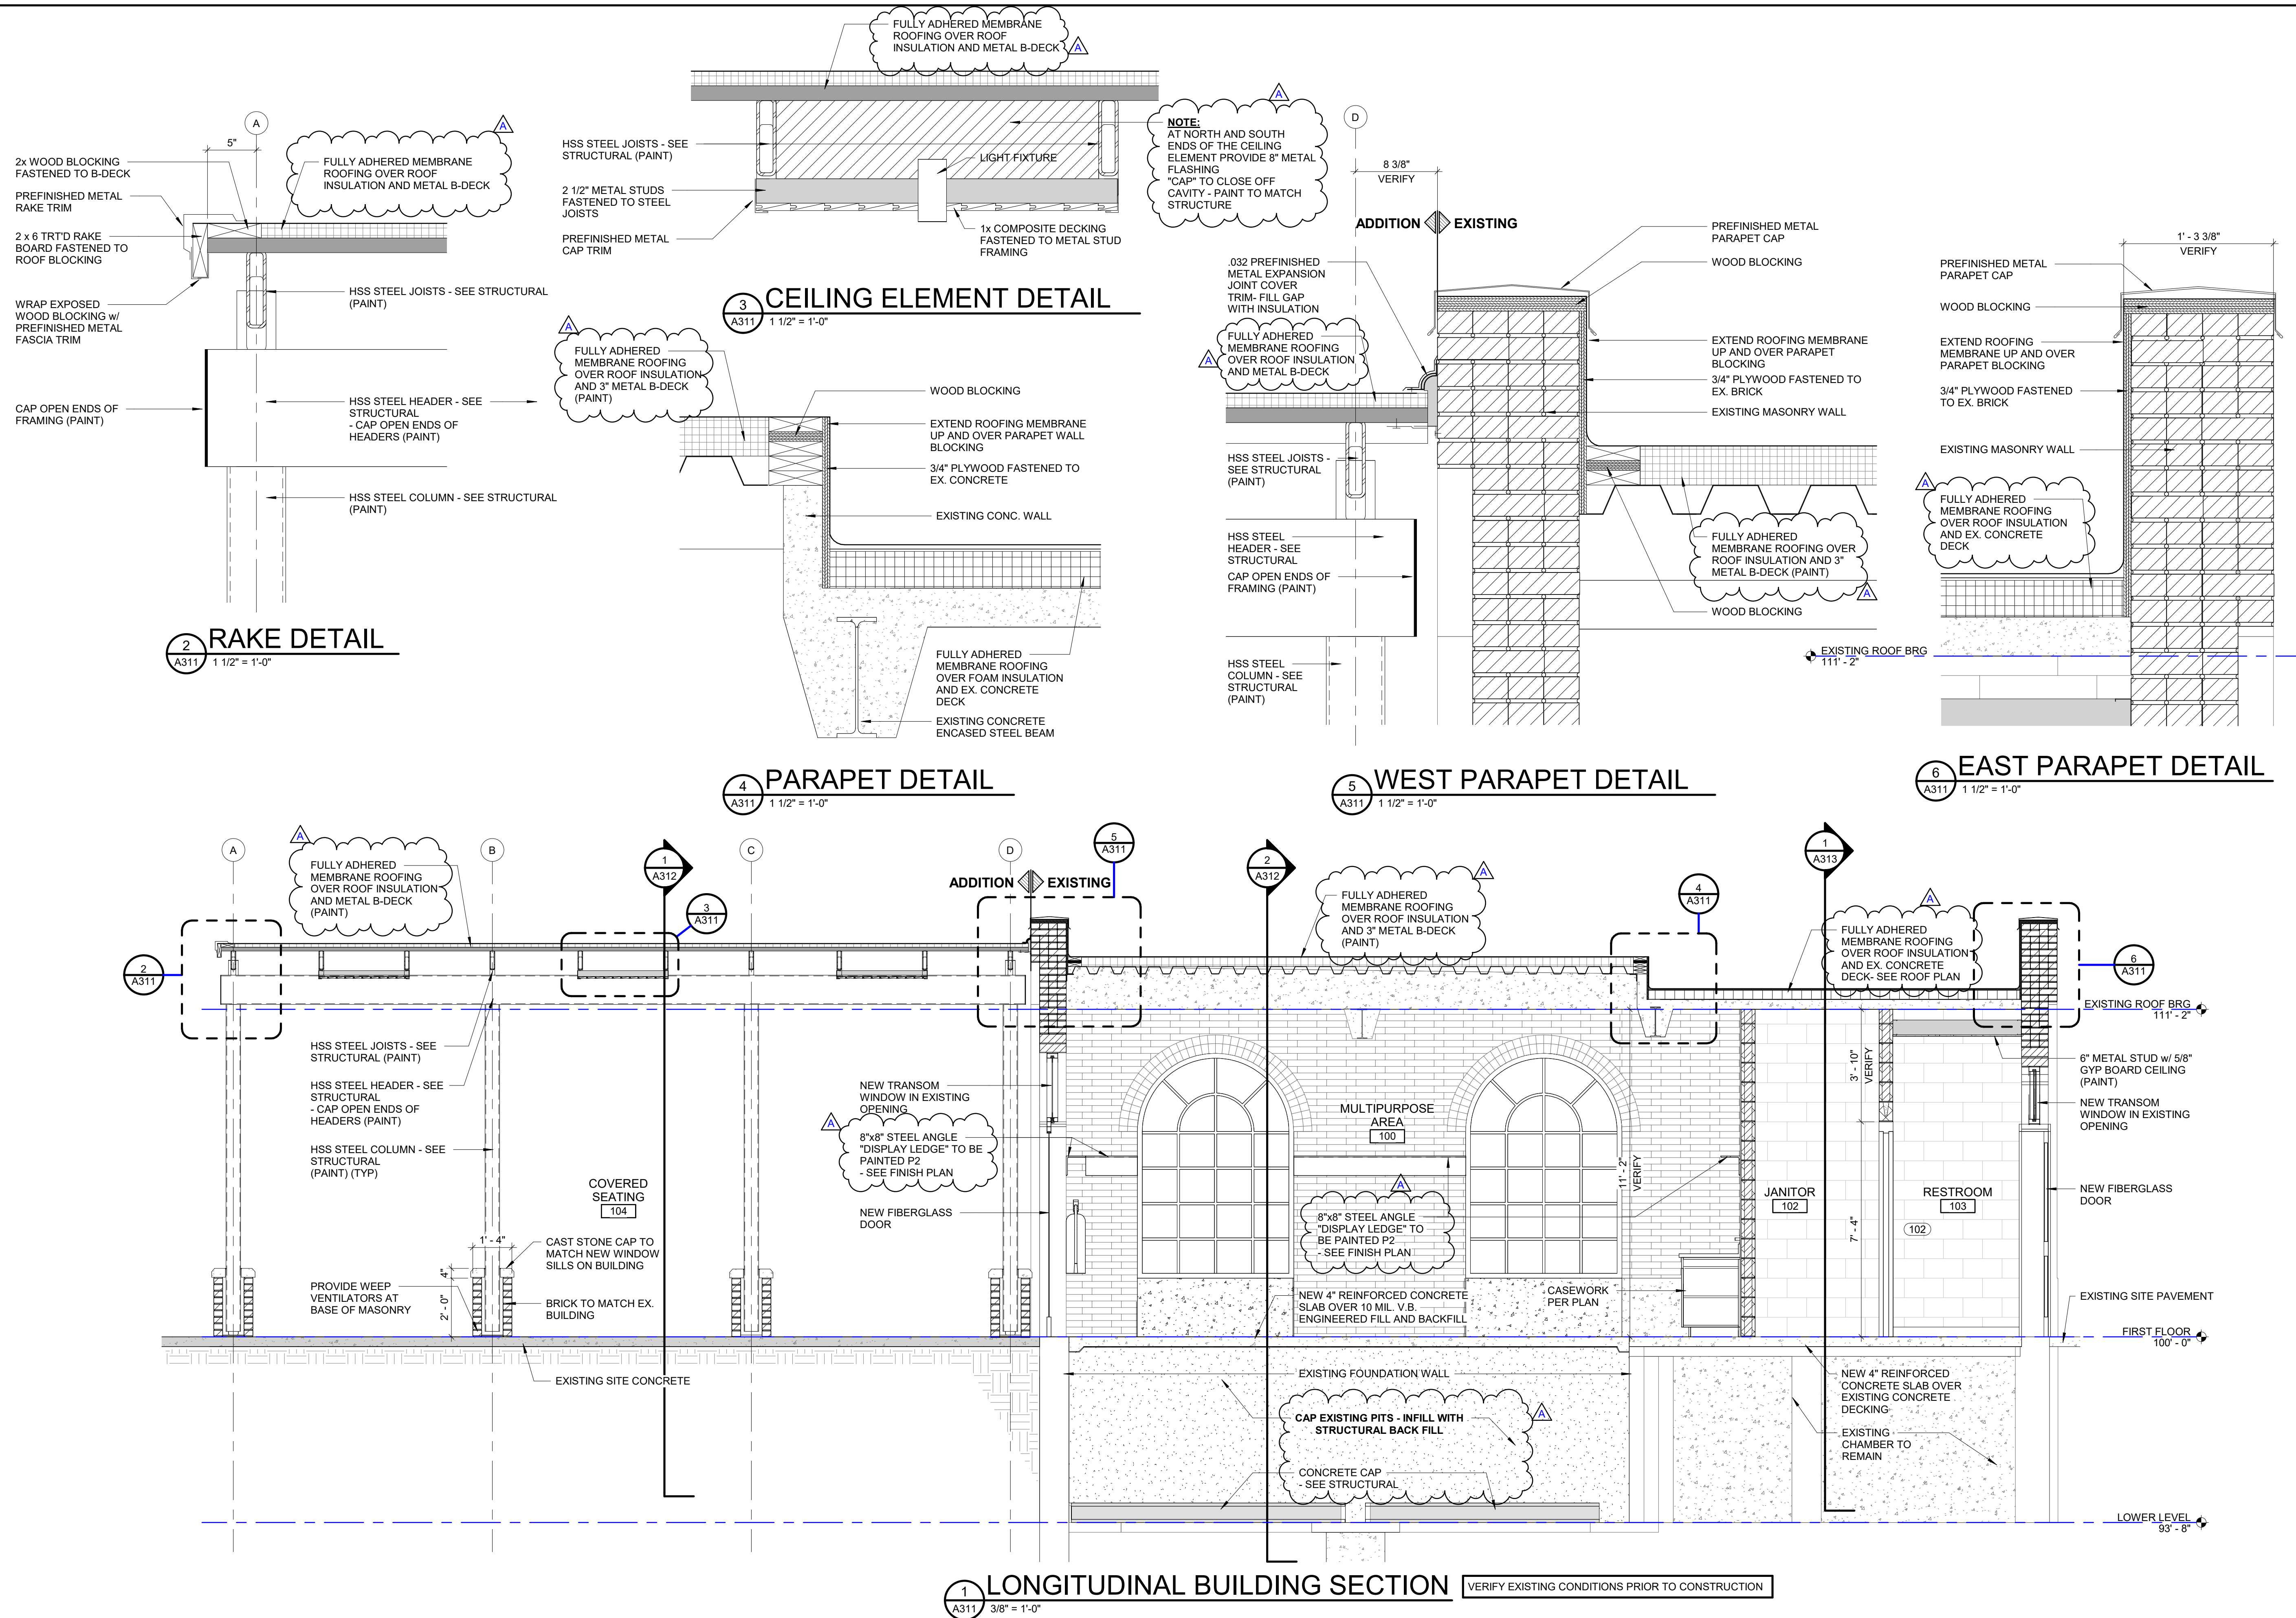 FULLY ADHERED MEMBRANE
ROOFING OVER ROOF
INSULATION AND METAL B-DECK
A
HSS STEEL JOISTS - SEE
STRUCTURAL (PAINT)
2 1/2" METAL STUDS
FASTENED TO STEEL
JOISTS
PREFINISHED METAL
CAP TRIM
LIGHT FIXTURE
1x COMPOSITE DECKING
FASTENED TO METAL STUD
FRAMING
A
NOTE:
AT NORTH AND SOUTH
ENDS OF THE CEILING
ELEMENT PROVIDE 8" METAL
FLASHING
"CAP" TO CLOSE OFF
CAVITY - PAINT TO MATCH
STRUCTURE
3
A311
CEILING ELEMENT DETAIL
1 1/2" = 1'-0"
A
5"
A
FULLY ADHERED MEMBRANE
ROOFING OVER ROOF
INSULATION AND METAL B-DECK
2x WOOD BLOCKING
FASTENED TO B-DECK
PREFINISHED METAL
RAKE TRIM
2 x 6 TRT'D RAKE
BOARD FASTENED TO
ROOF BLOCKING
WRAP EXPOSED
WOOD BLOCKING w/
PREFINISHED METAL
FASCIA TRIM
CAP OPEN ENDS OF
FRAMING (PAINT)
HSS STEEL JOISTS - SEE STRUCTURAL
(PAINT)
HSS STEEL HEADER - SEE
STRUCTURAL
- CAP OPEN ENDS OF
HEADERS (PAINT)
HSS STEEL COLUMN - SEE STRUCTURAL
(PAINT)
2
A311
RAKE DETAIL
1 1/2" = 1'-0"
A
FULLY ADHERED
MEMBRANE ROOFING
OVER ROOF INSULATION
AND 3" METAL B-DECK
(PAINT)
WOOD BLOCKING
EXTEND ROOFING MEMBRANE
UP AND OVER PARAPET WALL
BLOCKING
3/4" PLYWOOD FASTENED TO
EX. CONCRETE
EXISTING CONC. WALL
FULLY ADHERED
MEMBRANE ROOFING
OVER FOAM INSULATION
AND EX. CONCRETE
DECK
EXISTING CONCRETE
ENCASED STEEL BEAM
4
A311
PARAPET DETAIL
1 1/2" = 1'-0"
D
8 3/8"
VERIFY
ADDITION EXISTING
.032 PREFINISHED
METAL EXPANSION
JOINT COVER
TRIM- FILL GAP
WITH INSULATION
A
FULLY ADHERED
MEMBRANE ROOFING
OVER ROOF INSULATION
AND METAL B-DECK
HSS STEEL JOISTS -
SEE STRUCTURAL
(PAINT)
HSS STEEL
HEADER - SEE
STRUCTURAL
CAP OPEN ENDS OF
FRAMING (PAINT)
HSS STEEL
COLUMN - SEE
STRUCTURAL
(PAINT)
PREFINISHED METAL
PARAPET CAP
WOOD BLOCKING
EXTEND ROOFING MEMBRANE
UP AND OVER PARAPET
BLOCKING
3/4" PLYWOOD FASTENED TO
EX. BRICK
EXISTING MASONRY WALL
FULLY ADHERED
MEMBRANE ROOFING OVER
ROOF INSULATION AND 3"
METAL B-DECK (PAINT)
A
WOOD BLOCKING
5
A311
WEST PARAPET DETAIL
1 1/2" = 1'-0"
1' - 3 3/8"
VERIFY
PREFINISHED METAL
PARAPET CAP
WOOD BLOCKING
EXTEND ROOFING
MEMBRANE UP AND OVER
PARAPET BLOCKING
3/4" PLYWOOD FASTENED
TO EX. BRICK
EXISTING MASONRY WALL
A
FULLY ADHERED
MEMBRANE ROOFING
OVER ROOF INSULATION
AND EX. CONCRETE
DECK
EXISTING ROOF BRG
111' - 2"
6
A311
EAST PARAPET DETAIL
1 1/2" = 1'-0"
A
B
C
D
A
FULLY ADHERED
MEMBRANE ROOFING
OVER ROOF INSULATION
AND METAL B-DECK
(PAINT)
1
A312
3
A311
2
A311
ADDITION EXISTING
5
A311
2
A312
A
FULLY ADHERED
MEMBRANE ROOFING
OVER ROOF INSULATION
AND 3" METAL B-DECK
(PAINT)
4
A311
1
A313
A
FULLY ADHERED
MEMBRANE ROOFING
OVER ROOF INSULATION
AND EX. CONCRETE
DECK- SEE ROOF PLAN
6
A311
EXISTING ROOF BRG
111' - 2"
HSS STEEL JOISTS - SEE
STRUCTURAL (PAINT)
HSS STEEL HEADER - SEE
STRUCTURAL
- CAP OPEN ENDS OF
HEADERS (PAINT)
HSS STEEL COLUMN - SEE
STRUCTURAL
(PAINT) (TYP)
PROVIDE WEEP
VENTILATORS AT
BASE OF MASONRY
COVERED
SEATING
104
1' - 4"
4"
2' - 0"
CAST STONE CAP TO
MATCH NEW WINDOW
SILLS ON BUILDING
BRICK TO MATCH EX.
BUILDING
EXISTING SITE CONCRETE
NEW TRANSOM
WINDOW IN EXISTING
OPENING
A
8"x8" STEEL ANGLE
"DISPLAY LEDGE" TO BE
PAINTED P2
- SEE FINISH PLAN
NEW FIBERGLASS
DOOR
MULTIPURPOSE
AREA
100
A
8"x8" STEEL ANGLE
"DISPLAY LEDGE" TO
BE PAINTED P2
- SEE FINISH PLAN
11' - 2"
VERIFY
NEW 4" REINFORCED CONCRETE
SLAB OVER 10 MIL. V.B.
ENGINEERED FILL AND BACKFILL
CASEWORK
PER PLAN
JANITOR
102
3' - 10"
VERIFY
7' - 4"
RESTROOM
103
102
6" METAL STUD w/ 5/8"
GYP BOARD CEILING
(PAINT)
NEW TRANSOM
WINDOW IN EXISTING
OPENING
NEW FIBERGLASS
DOOR
EXISTING SITE PAVEMENT
FIRST FLOOR
100' - 0"
EXISTING FOUNDATION WALL
A
CAP EXISTING PITS - INFILL WITH
STRUCTURAL BACK FILL
CONCRETE CAP
- SEE STRUCTURAL
NEW 4" REINFORCED
CONCRETE SLAB OVER
EXISTING CONCRETE
DECKING
EXISTING
CHAMBER TO
REMAIN
LOWER LEVEL
93' - 8"
1
A311
LONGITUDINAL BUILDING SECTION
3/8" = 1'-0"
VERIFY EXISTING CONDITIONS PRIOR TO CONSTRUCTION